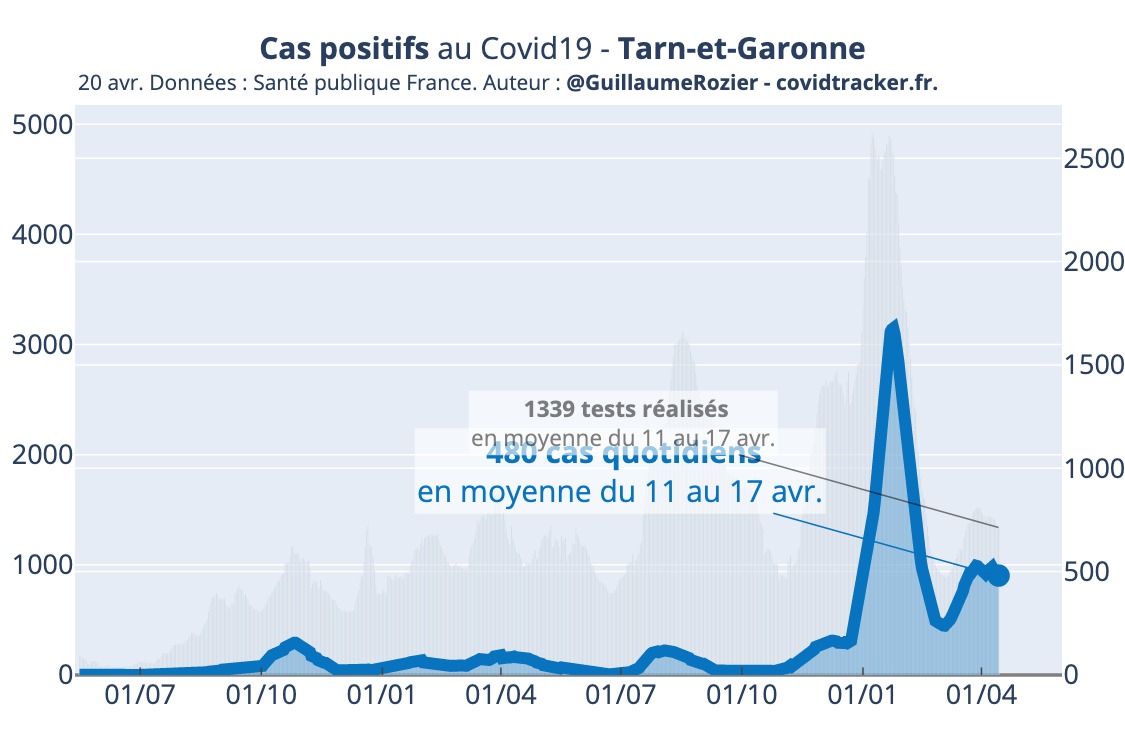 Cas positifs au Covid19 - Tarn-et-Garonne
20 avr. Données : Santé publique France. Auteur : @GuillaumeRozier - covidtracker.fr.
5000
4000
3000
2000
1000
0
2500
2000
1500
1000
500
0
1339 tests réalisés
en moyenne du 11 au 17 avr.
480 cas quotidiens
en moyenne du 11 au 17 avr.
01/07 01/10 01/01 01/04 01/07 01/10 01/01 01/04